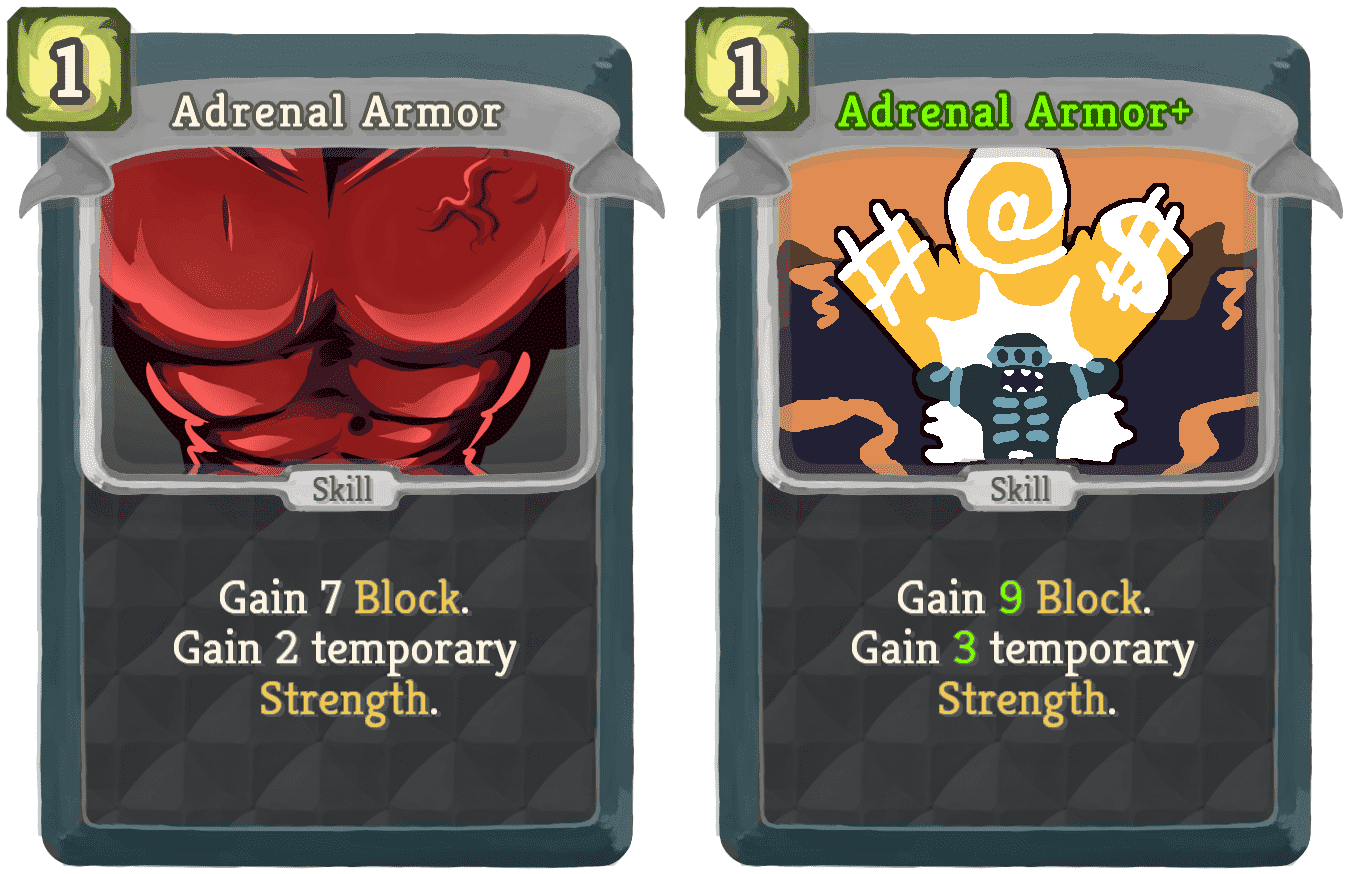 1
Adrenal Armor
Skill
Gain 7 Block.
Gain 2 temporary
Strength.
1
Adrenal Armor+
#@$
Skill
Gain 9 Block.
Gain 3 temporary
Strength.